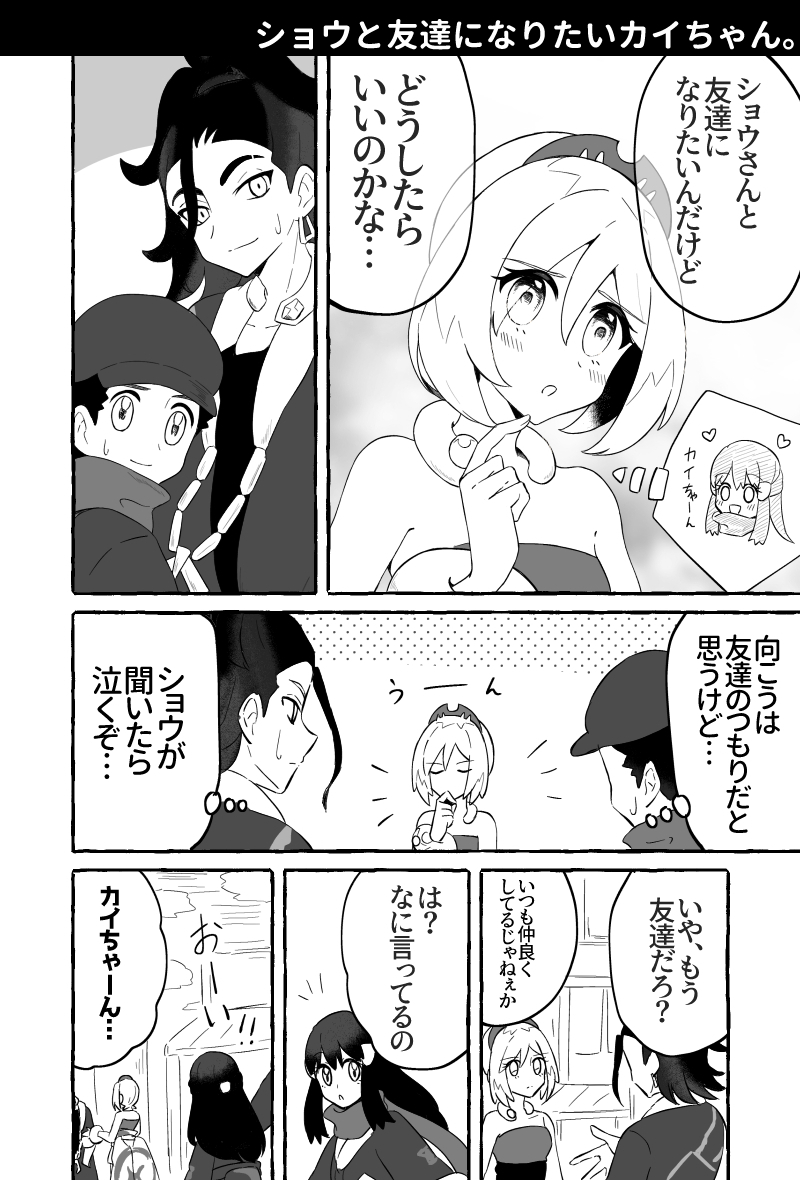 ショウと友達になりたいカイちゃん。
ショウさんと
友達に
なりたいんだけど
どうしたら
いいのかな…
カイちゃーん
向こうは
友達のつもりだと
思うけど…
うーん
ショウが
聞いたら
泣くぞ…
いや、もう
友達だろ?
いつも仲良く
してるじゃねぇか
は?
なに言ってるの
おーい!!
カイちゃーん…